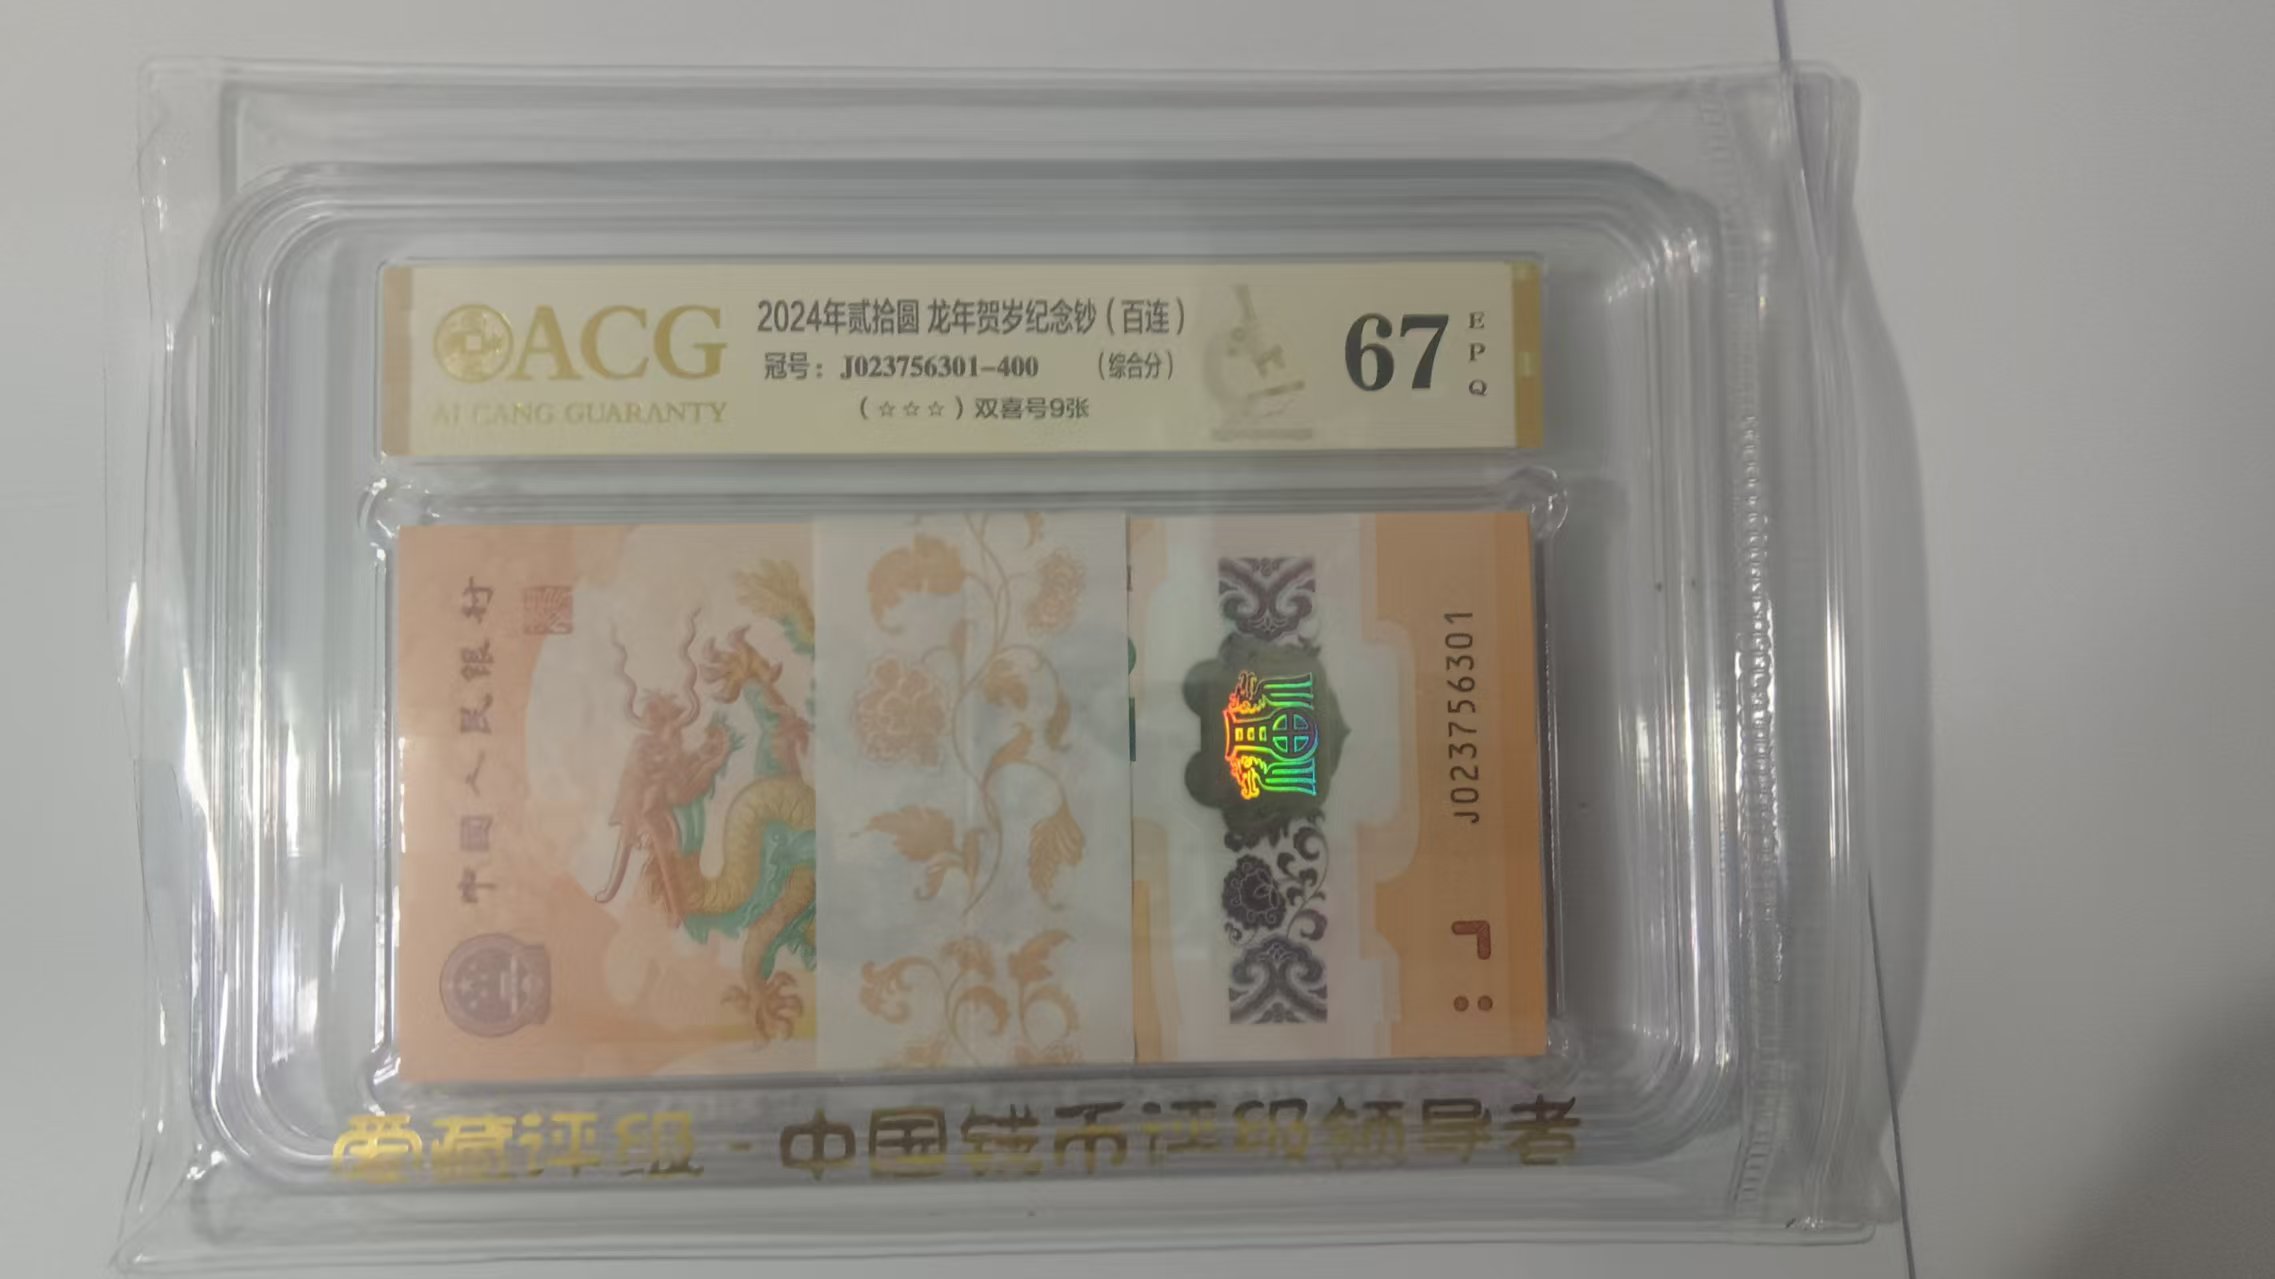 ACG
AI CANG GUARANTY
2024年贰拾圆 龙年贺岁纪念钞(百连)
冠号: J023756301-400 (综合分)
(☆☆☆)双喜号9张
67
EPQ
中国人民银行
J023756301
爱藏评级·中国钱币评级领导者